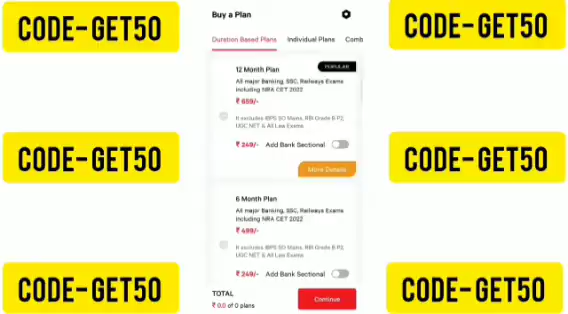 CODE-GET50
CODE-GET50
Buy a Plan
Duration Based Plans
Individual Plans
Comb
POPULAR
12 Month Plan
All major Banking, SSC, Railways Exams
including NRA CET 2022
₹ 659/-
It excludes IBPS SO Mains, RBI Grade B P2,
UGC NET & All Law Exams
CODE-GET50
CODE-GET50
₹ 249/- Add Bank Sectional
More Details
6 Month Plan
All major Banking, SSC, Railways Exams
including NRA CET 2022
₹ 499/-
It excludes IBPS SO Mains, RBI Grade B P2,
UGC NET & All Law Exams
₹ 249/- Add Bank Sectional
CODE-GET50
CODE-GET50
TOTAL
₹ 0.0 of 0 plans
Continue